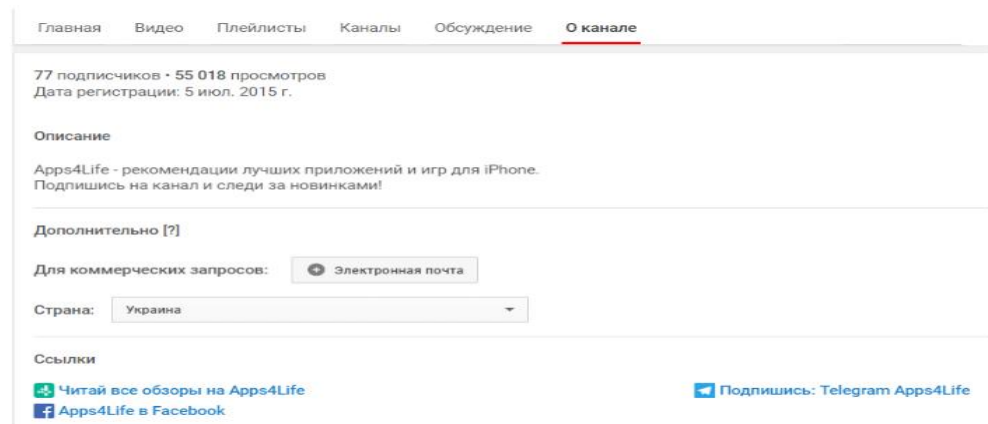 Главная Видео Плейлисты Каналы Обсуждение О канале
77 подписчиков • 55 018 просмотров
Дата регистрации: 5 июл. 2015 г.
Описание
Apps4Life - рекомендации лучших приложений и игр для iPhone.
Подпишись на канал и следи за новинками!
Дополнительно [?]
Для коммерческих запросов: Электронная почта
Страна: Украина
Ссылки
Читай все обзоры на Apps4Life Подпишись: Telegram Apps4Life
Apps4Life в Facebook